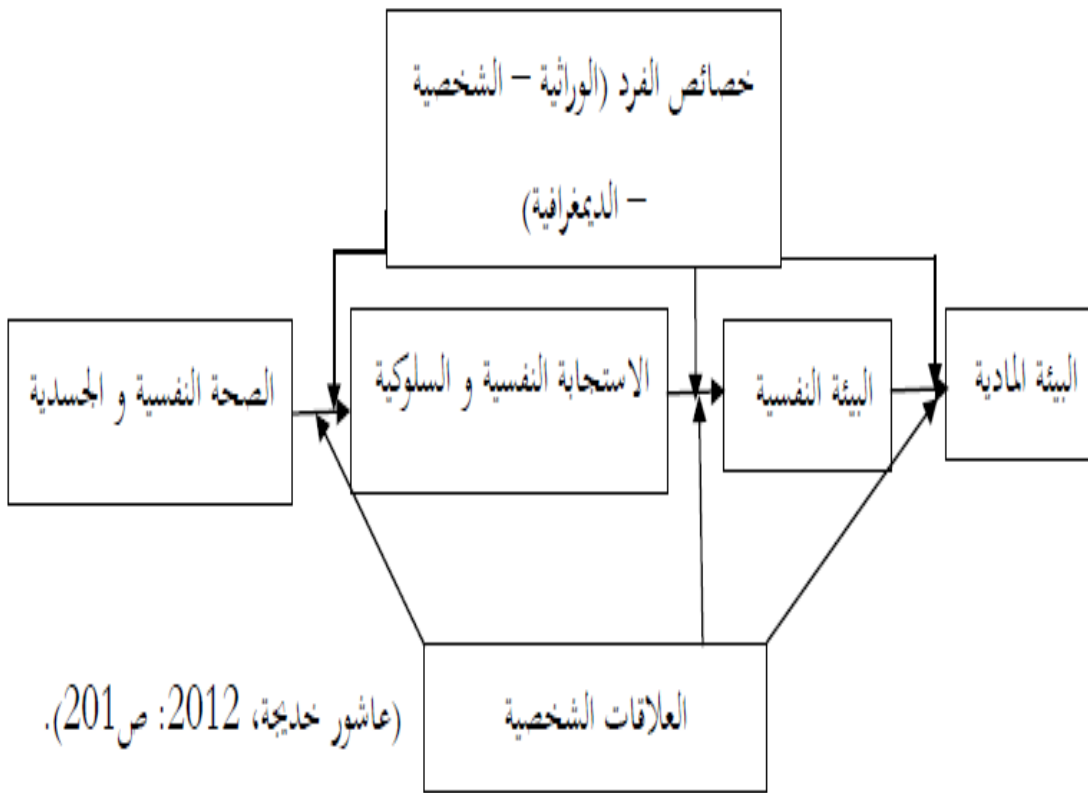 خصائص الفرد (الوراثية – الشخصية
– الديمغرافية)
البيئة المادية
البيئة النفسية
الاستجابة النفسية و السلوكية
الصحة النفسية و الجسدية
العلاقات الشخصية
(عاشور خديجة، 2012: ص201).